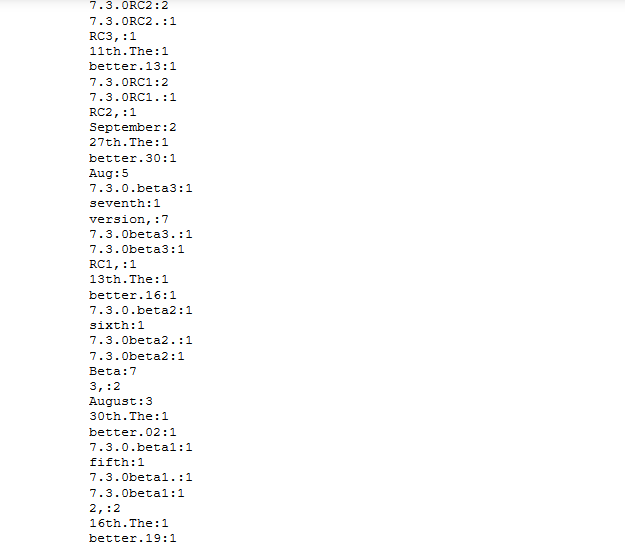 7.3.0RC2:2
7.3.0RC2.:1
RC3,:1
11th.The:1
better.13:1
7.3.0RC1:2
7.3.0RC1.:1
RC2,:1
September:2
27th.The:1
better.30:1
Aug:5
7.3.0.beta3:1
seventh:1
version,:7
7.3.0beta3.:1
7.3.0beta3:1
RC1,:1
13th.The:1
better.16:1
7.3.0.beta2:1
sixth:1
7.3.0beta2.:1
7.3.0beta2:1
Beta:7
3,:2
August:3
30th.The:1
better.02:1
7.3.0.beta1:1
fifth:1
7.3.0beta1.:1
7.3.0beta1:1
2,:2
16th.The:1
better.19:1